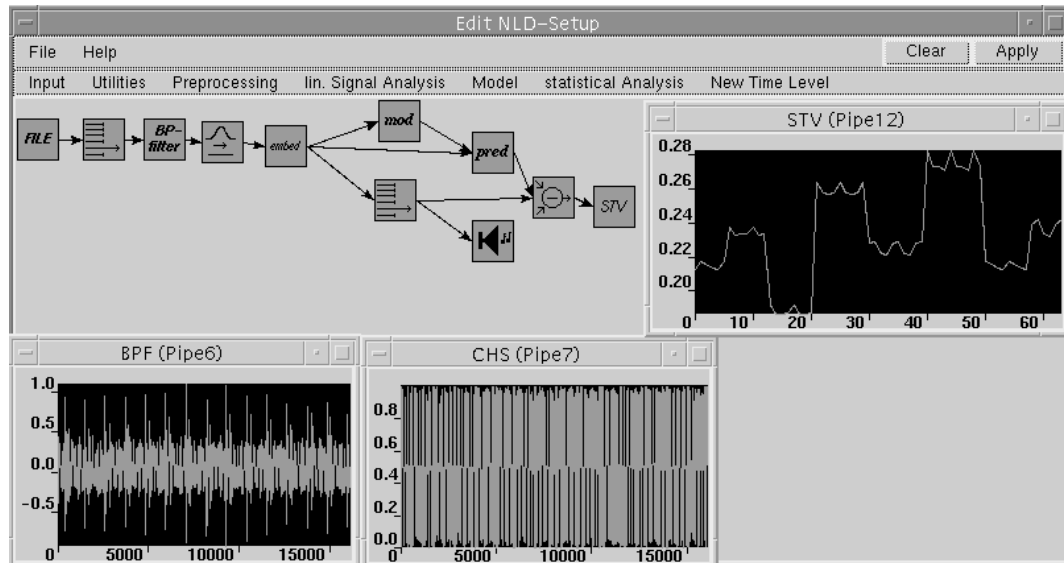 Edit NLD-Setup
File Help Clear Apply
Input Utilities Preprocessing lin. Signal Analysis Model statistical Analysis New Time Level
FILE
BP-
filter
embed
mod
pred
STV
STV (Pipe12)
0.28
0.26
0.24
0.22
0.20
0 10 20 30 40 50 60
BPF (Pipe6)
1.0
0.5
0.0
-0.5
0 5000 10000 15000
CHS (Pipe7)
0.8
0.6
0.4
0.2
0.0
0 5000 10000 15000